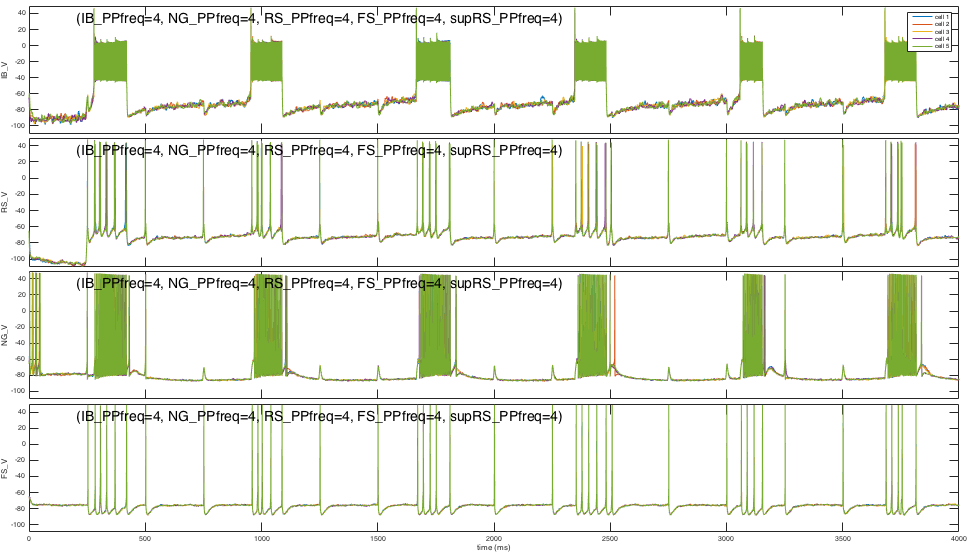 (IB_PPfreq=4, NG_PPfreq=4, RS_PPfreq=4, FS_PPfreq=4, supRS_PPfreq=4)
cell 1
cell 2
cell 3
cell 4
cell 5
40
20
0
-20
-40
-60
-80
-100
IB_V
(IB_PPfreq=4, NG_PPfreq=4, RS_PPfreq=4, FS_PPfreq=4, supRS_PPfreq=4)
40
20
0
-20
-40
-60
-80
-100
RS_V
(IB_PPfreq=4, NG_PPfreq=4, RS_PPfreq=4, FS_PPfreq=4, supRS_PPfreq=4)
40
20
0
-20
-40
-60
-80
-100
NG_V
(IB_PPfreq=4, NG_PPfreq=4, RS_PPfreq=4, FS_PPfreq=4, supRS_PPfreq=4)
40
20
0
-20
-40
-60
-80
-100
FS_V
0 500 1000 1500 2000 2500 3000 3500 4000
time (ms)